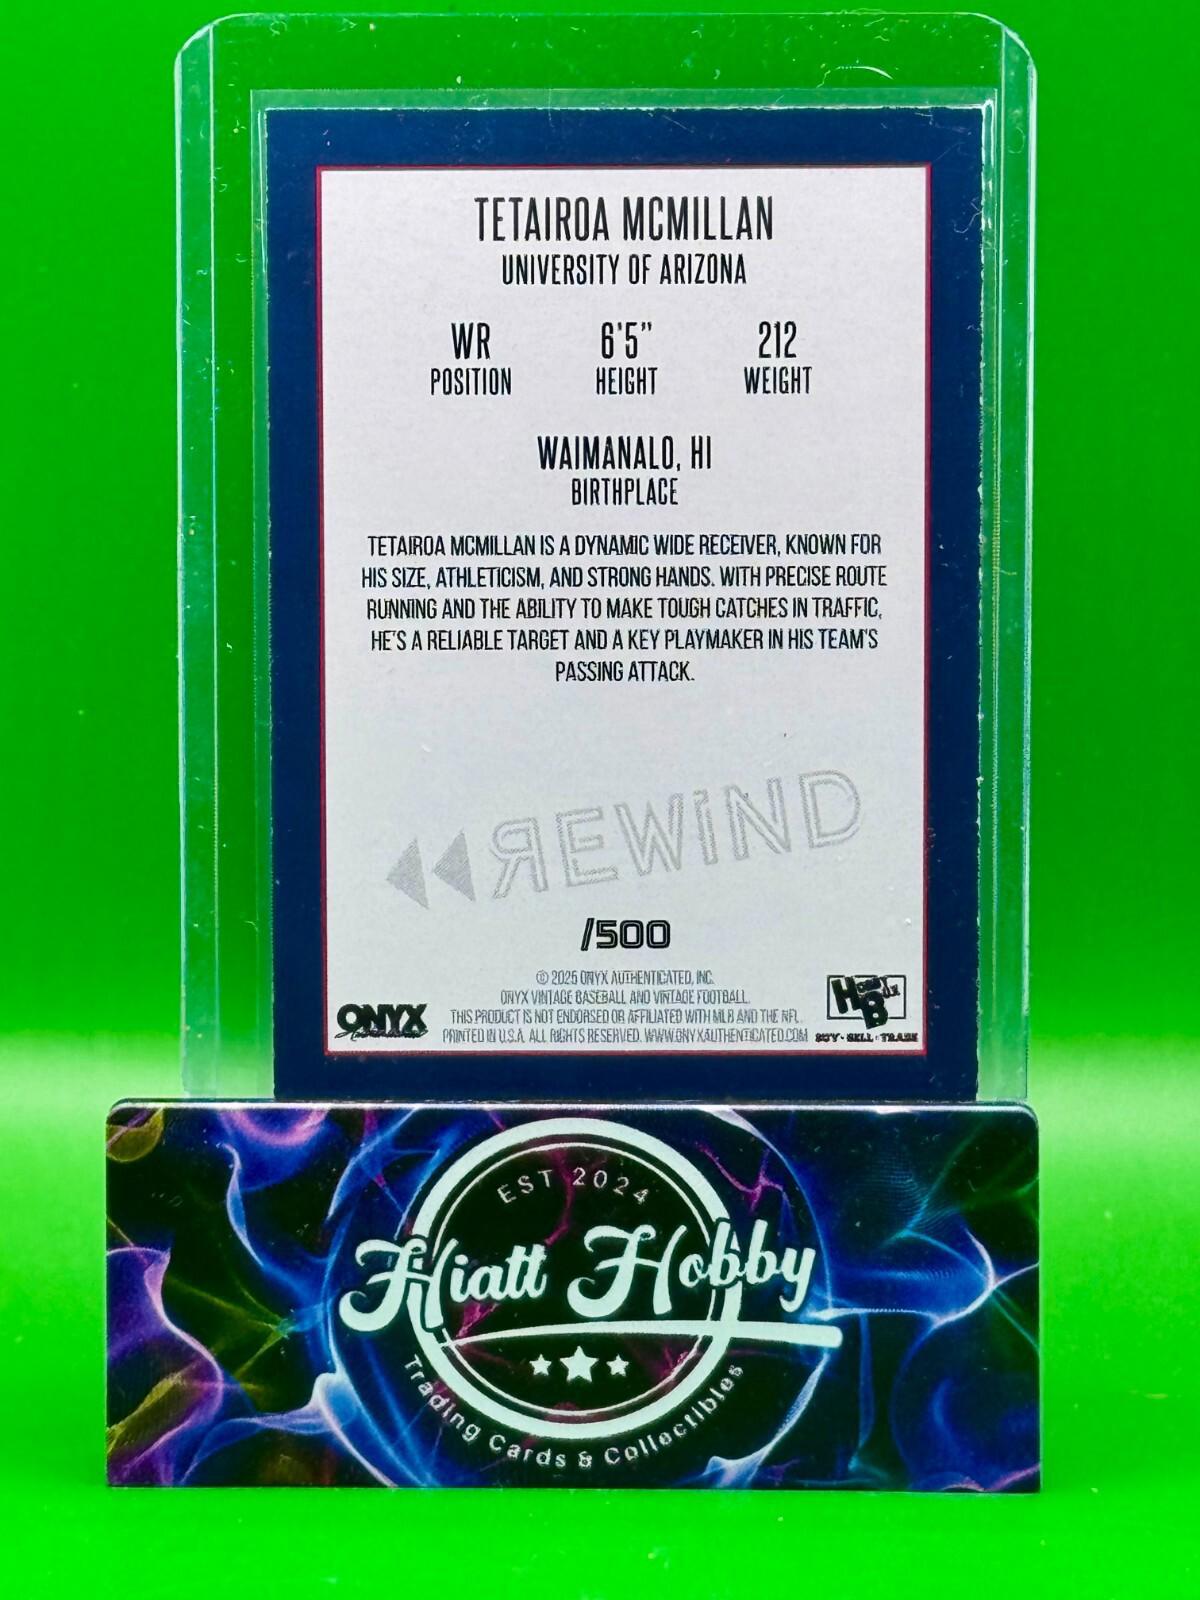 TETAIROA MCMILLAN
UNIVERSITY OF ARIZONA
WR 6'5" 212
POSITION HEIGHT WEIGHT
WAIMANALO, HI
BIRTHPLACE
TETAIROA MCMILLAN IS A DYNAMIC WIDE RECEIVER, KNOWN FOR
HIS SIZE, ATHLETICISM, AND STRONG HANDS. WITH PRECISE ROUTE
RUNNING AND THE ABILITY TO MAKE TOUGH CATCHES IN TRAFFIC,
HE'S A RELIABLE TARGET AND A KEY PLAYMAKER IN HIS TEAM'S
PASSING ATTACK.
REWIND
/500
© 2025 ONYX AUTHENTICATED, INC.
ONYX VINTAGE BASEBALL AND VINTAGE FOOTBALL.
THIS PRODUCT IS NOT ENDORSED OR AFFILIATED WITH MLB AND THE NFL.
PRINTED IN U.S.A. ALL RIGHTS RESERVED. WWW.ONYXAUTHENTICATED.COM
ONYX
BUY · SELL · TRADE
EST 2024
Hiatt Hobby
Trading Cards & Collectibles